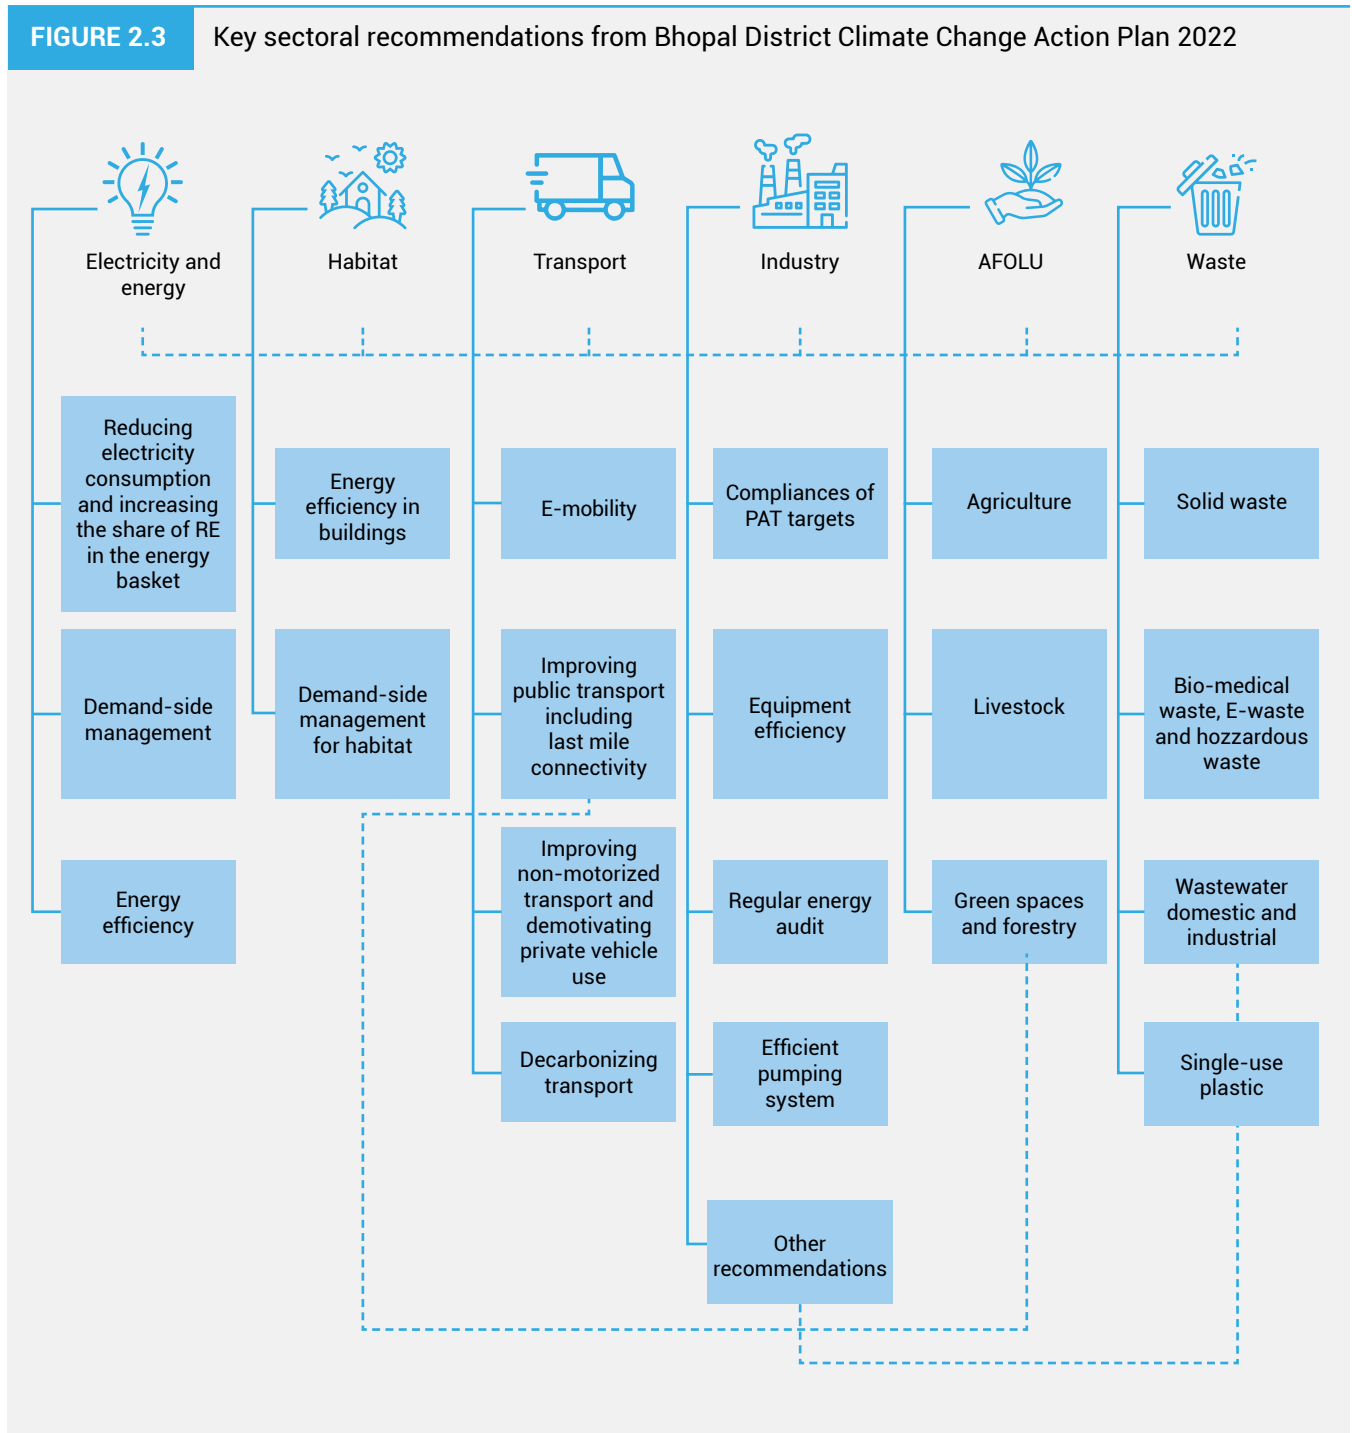 FIGURE 2.3
Key sectoral recommendations from Bhopal District Climate Change Action Plan 2022
Electricity and
energy
Habitat
Transport
Industry
AFOLU
Waste
Reducing
electricity
consumption
and increasing
the share of RE
in the energy
basket
Demand-side
management
Energy
efficiency
Energy
efficiency in
buildings
Demand-side
management
for habitat
E-mobility
Improving
public transport
including
last mile
connectivity
Improving
non-motorized
transport and
demotivating
private vehicle
use
Decarbonizing
transport
Compliances of
PAT targets
Equipment
efficiency
Regular energy
audit
Efficient
pumping
system
Other
recommendations
Agriculture
Livestock
Green spaces
and forestry
Solid waste
Bio-medical
waste, E-waste
and hozzardous
waste
Wastewater
domestic and
industrial
Single-use
plastic